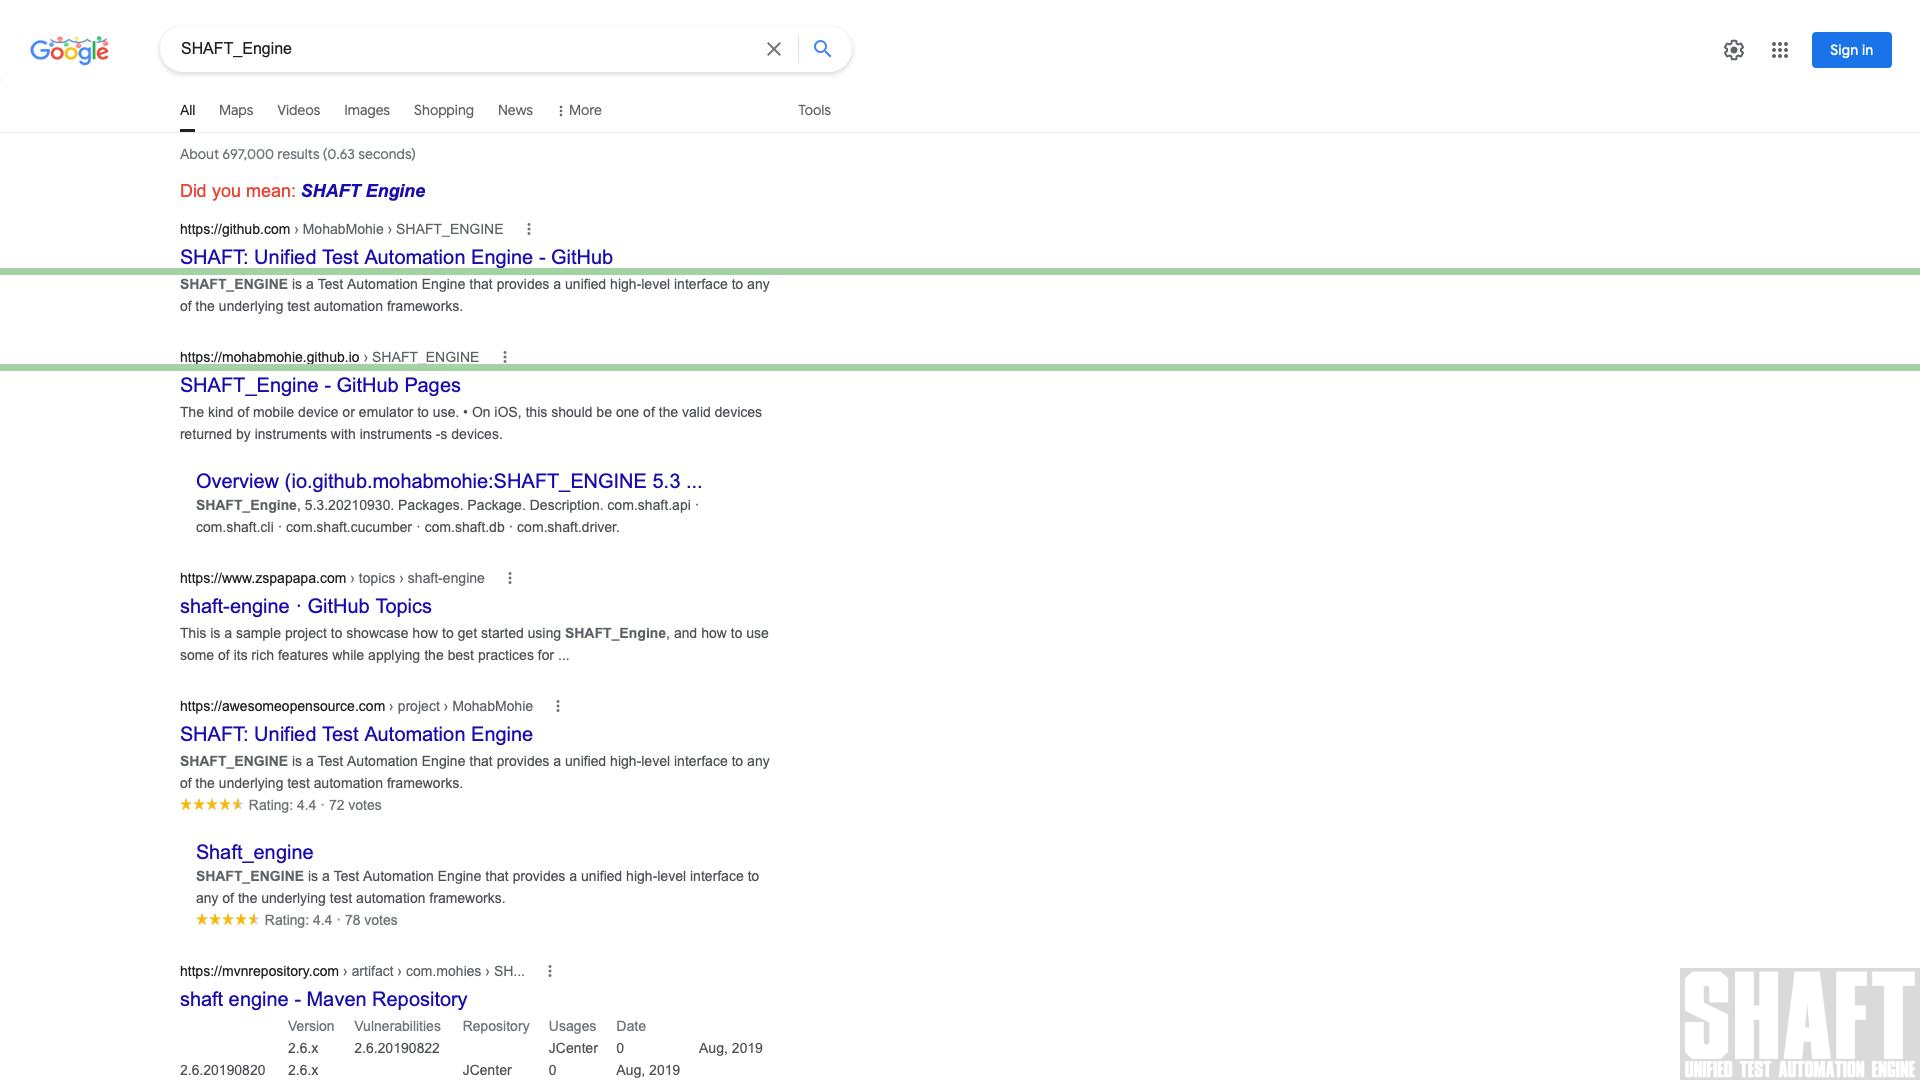 Google
SHAFT_Engine
Sign in
All Maps Videos Images Shopping News More Tools
About 697,000 results (0.63 seconds)
Did you mean: SHAFT Engine
https://github.com › MohabMohie › SHAFT_ENGINE
SHAFT: Unified Test Automation Engine - GitHub
SHAFT_ENGINE is a Test Automation Engine that provides a unified high-level interface to any
of the underlying test automation frameworks.
https://mohabmohie.github.io › SHAFT_ENGINE
SHAFT_Engine - GitHub Pages
The kind of mobile device or emulator to use. • On iOS, this should be one of the valid devices
returned by instruments with instruments -s devices.
Overview (io.github.mohabmohie:SHAFT_ENGINE 5.3 ...
SHAFT_Engine, 5.3.20210930. Packages. Package. Description. com.shaft.api ·
com.shaft.cli · com.shaft.cucumber · com.shaft.db · com.shaft.driver.
https://www.zspapapa.com › topics › shaft-engine
shaft-engine · GitHub Topics
This is a sample project to showcase how to get started using SHAFT_Engine, and how to use
some of its rich features while applying the best practices for ...
https://awesomeopensource.com › project › MohabMohie
SHAFT: Unified Test Automation Engine
SHAFT_ENGINE is a Test Automation Engine that provides a unified high-level interface to any
of the underlying test automation frameworks.
Rating: 4.4 · 72 votes
Shaft_engine
SHAFT_ENGINE is a Test Automation Engine that provides a unified high-level interface to
any of the underlying test automation frameworks.
Rating: 4.4 · 78 votes
https://mvnrepository.com › artifact › com.mohies › SH...
shaft engine - Maven Repository
Version Vulnerabilities Repository Usages Date
2.6.x 2.6.20190822 JCenter 0 Aug, 2019
2.6.20190820 2.6.x JCenter 0 Aug, 2019
SHAFT
UNIFIED TEST AUTOMATION ENGINE